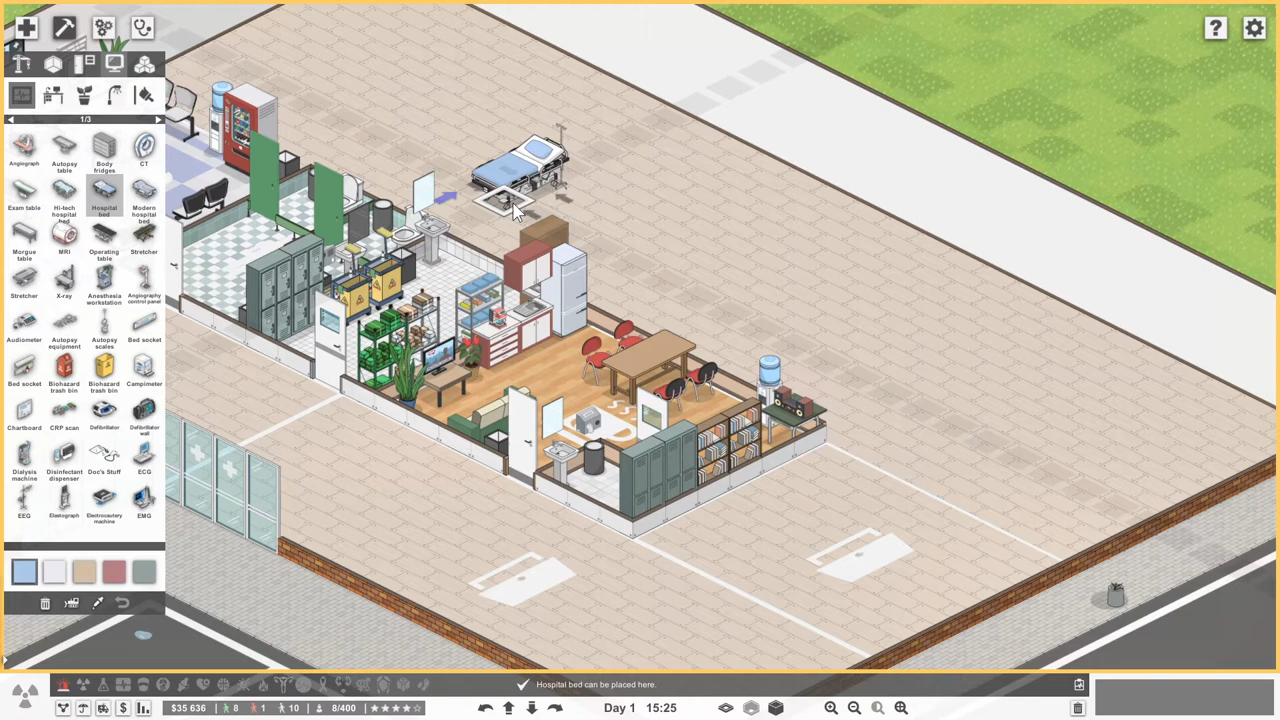 ?
1/3
Angiograph
Autopsy table
Body fridges
CT
Exam table
Hi-tech hospital bed
Hospital bed
Modern hospital bed
Morgue table
MRI
Operating table
Stretcher
Stretcher
X-ray
Anesthesia workstation
Angiography control panel
Audiometer
Autopsy equipment
Autopsy scales
Bed socket
Bed socket
Biohazard trash bin
Biohazard trash bin
Campimeter
Chartboard
CRP scan
Defibrillator
Defibrillator wall
Dialysis machine
Disinfectant dispenser
Doc's Stuff
ECG
EEG
Elastograph
Electrocautery machine
EMG
Hospital bed can be placed here.
$35 636
8
1
10
8/400
Day 1 15:25